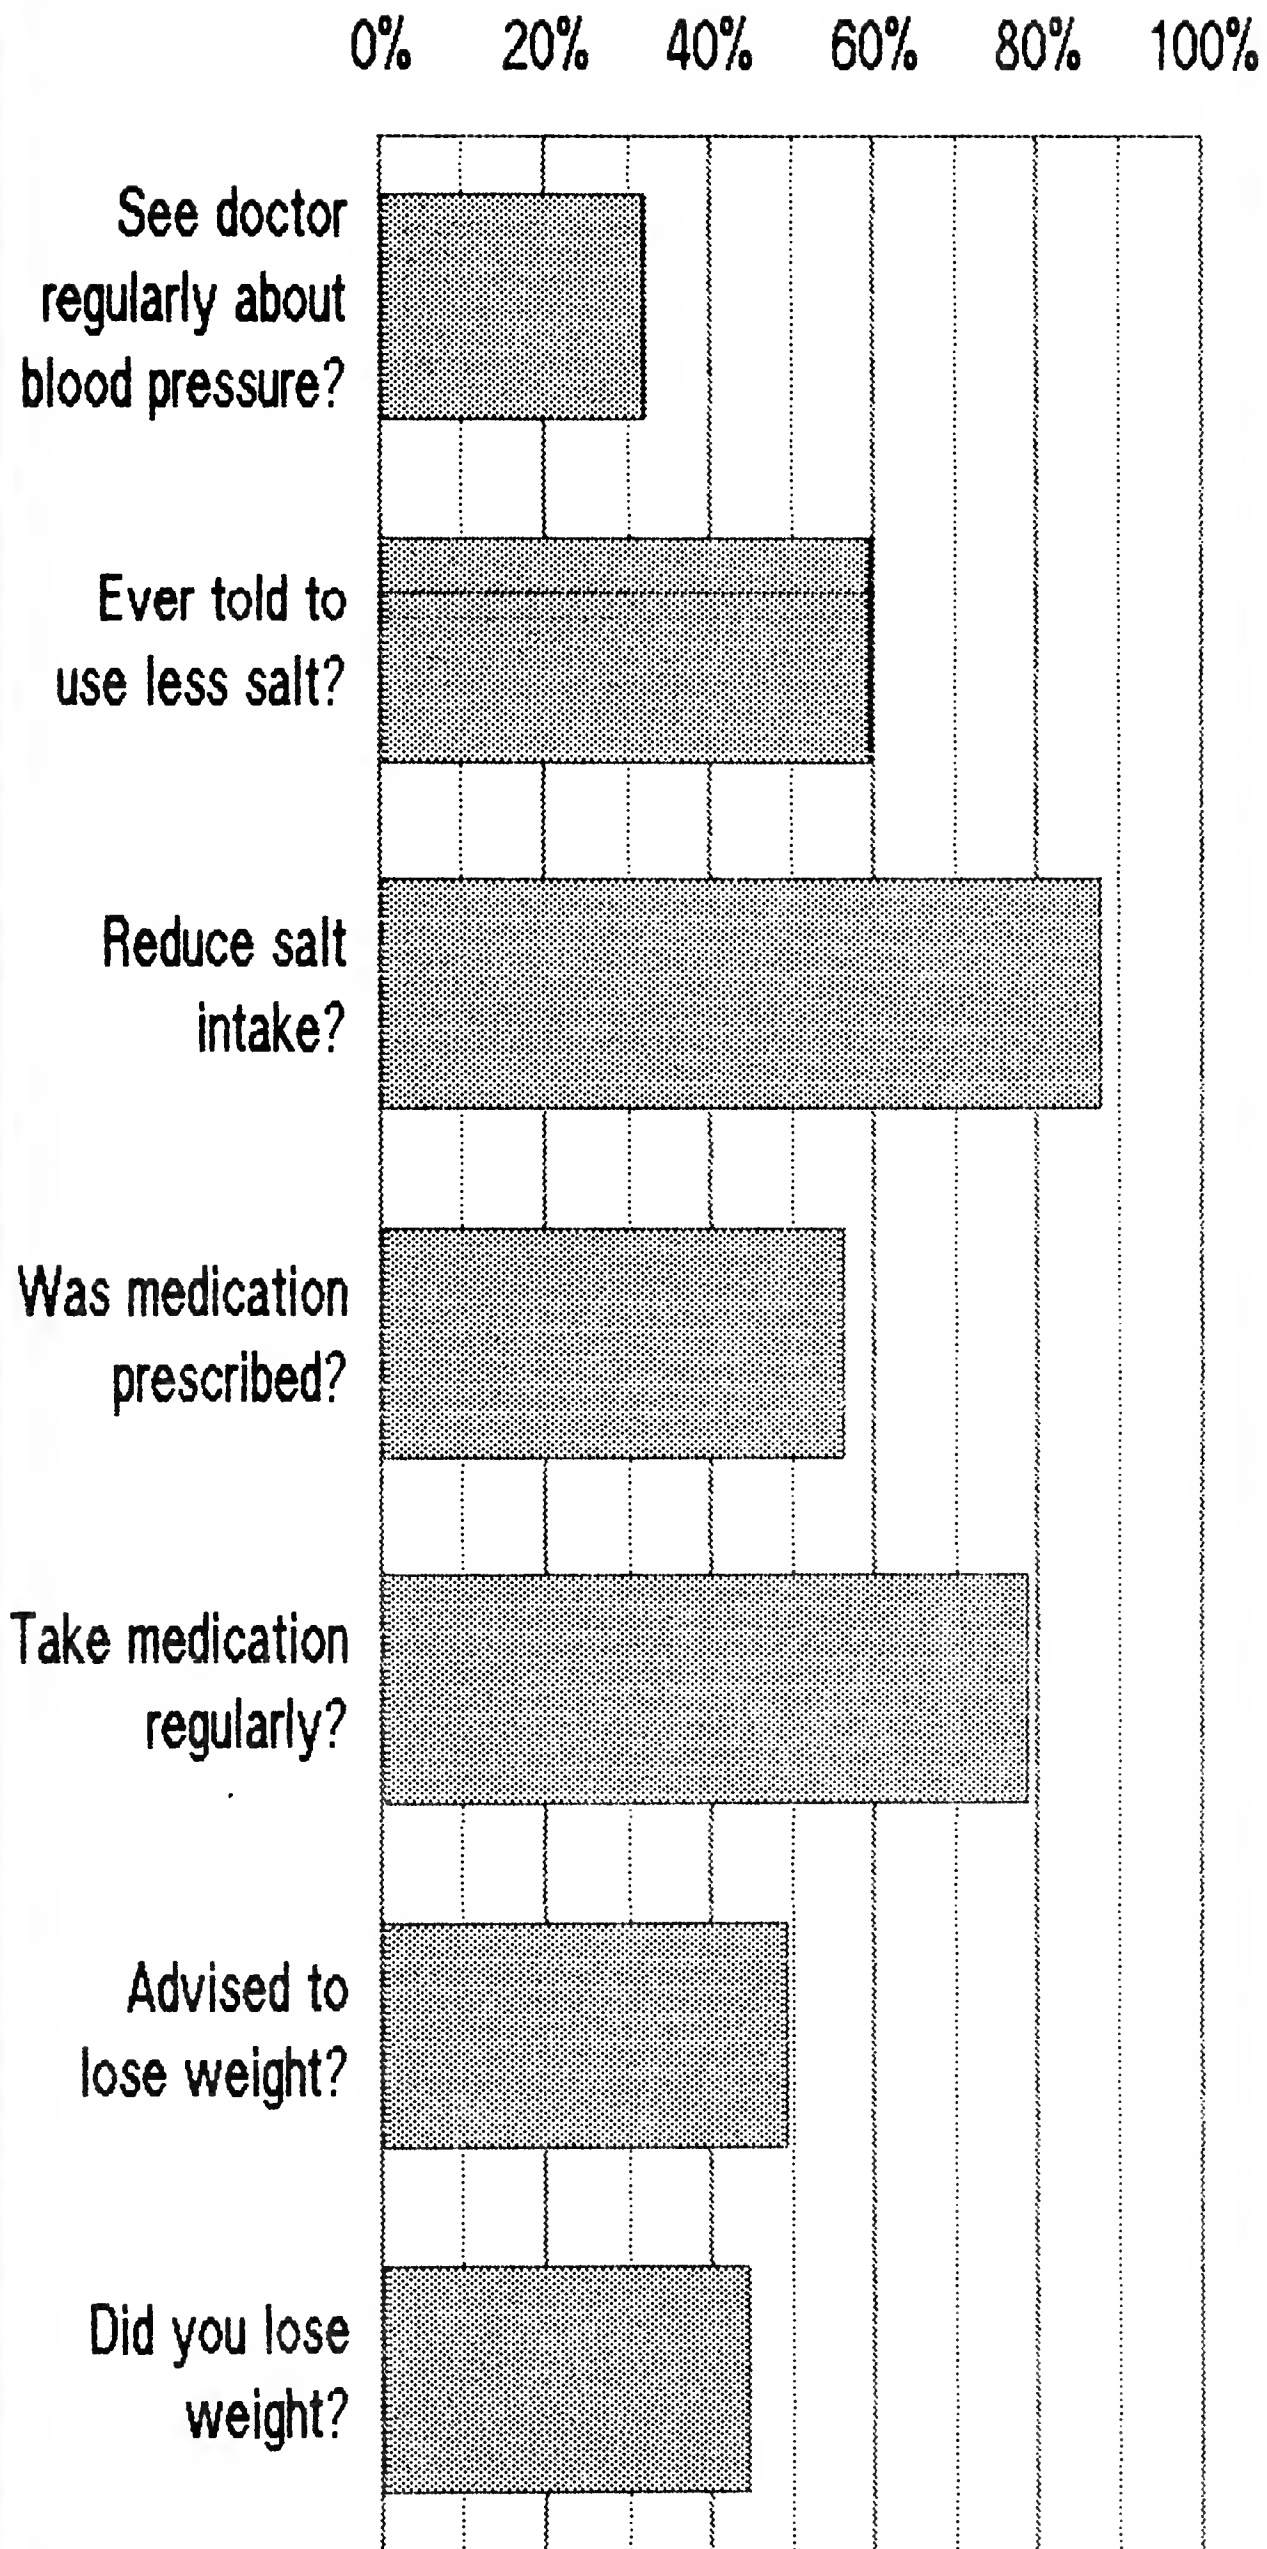 0% 20% 40% 60% 80% 100%
See doctor
regularly about
blood pressure?
Ever told to
use less salt?
Reduce salt
intake?
Was medication
prescribed?
Take medication
regularly?
Advised to
lose weight?
Did you lose
weight?